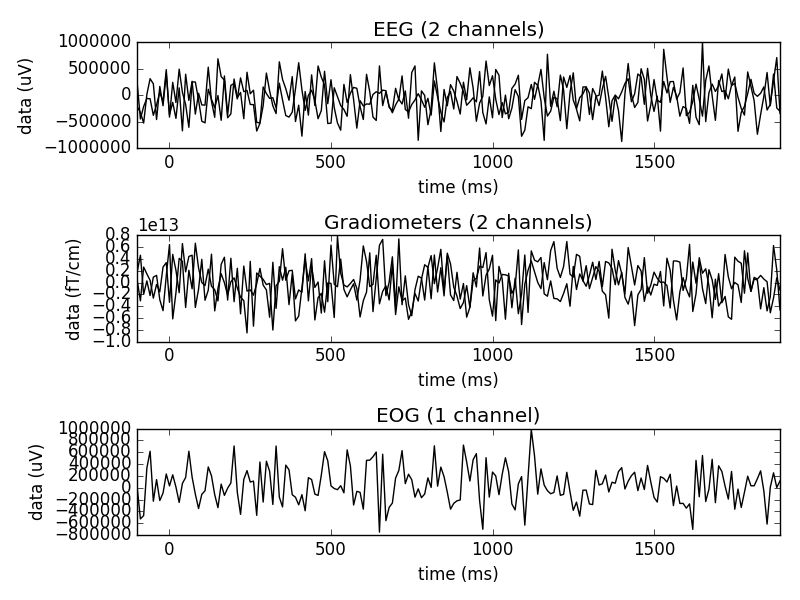 EEG (2 channels)
1000000
500000
0
−500000
−1000000
data (uV)
0 500 1000 1500
time (ms)
1e13
Gradiometers (2 channels)
0.8
0.6
0.4
0.2
0.0
−0.2
−0.4
−0.6
−0.8
−1.0
data (fT/cm)
0 500 1000 1500
time (ms)
EOG (1 channel)
1000000
800000
600000
400000
200000
0
−200000
−400000
−600000
−800000
data (uV)
0 500 1000 1500
time (ms)